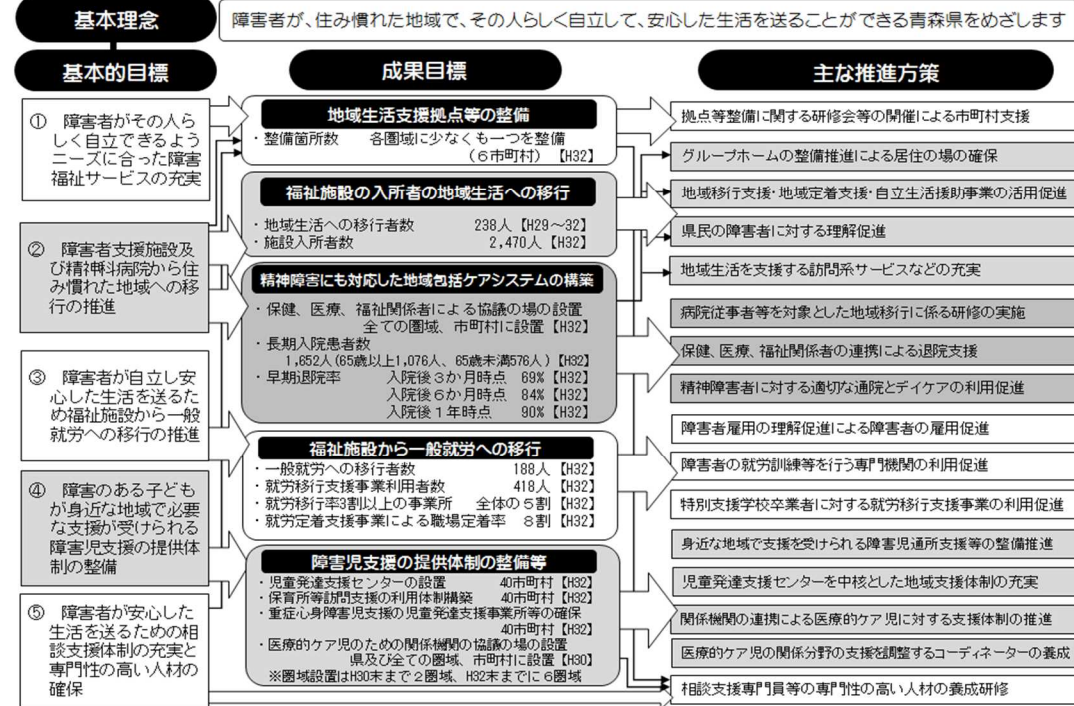 基本理念
障害者が、住み慣れた地域で、その人らしく自立して、安心した生活を送ることができる青森県をめざします
基本的目標
① 障害者がその人ら
しく自立できるよう
ニーズに合った障害
福祉サービスの充実
② 障害者支援施設及
び精神科病院から住
み慣れた地域への移
行の推進
③ 障害者が自立し安
心した生活を送るた
め福祉施設から一般
就労への移行の推進
④ 障害のある子ども
が身近な地域で必要
な支援が受けられる
障害児支援の提供体
制の整備
⑤ 障害者が安心した
生活を送るための相
談支援体制の充実と
専門性の高い人材の
確保
成果目標
地域生活支援拠点等の整備
・整備箇所数 各圏域に少なくも一つを整備
(6市町村) 【H32】
福祉施設の入所者の地域生活への移行
・地域生活への移行者数 238人【H29~32】
・施設入所者数 2,470人【H32】
精神障害にも対応した地域包括ケアシステムの構築
・保健、医療、福祉関係者による協議の場の設置
全ての圏域、市町村に設置【H32】
・長期入院患者数
1,652人(65歳以上1,076人、65歳未満576人)【H32】
・早期退院率 入院後3か月時点 69%【H32】
入院後6か月時点 84%【H32】
入院後1年時点 90%【H32】
福祉施設から一般就労への移行
・一般就労への移行者数 188人【H32】
・就労移行支援事業利用者数 418人【H32】
・就労移行率3割以上の事業所 全体の5割【H32】
・就労定着支援事業による職場定着率 8割【H32】
障害児支援の提供体制の整備等
・児童発達支援センターの設置 40市町村【H32】
・保育所等訪問支援の利用体制構築 40市町村【H32】
・重症心身障害児支援の児童発達支援事業所等の確保
40市町村【H32】
・医療的ケア児のための関係機関の協議の場の設置
県及び全ての圏域、市町村に設置【H30】
※圏域設置はH30末まで2圏域、H32末までに6圏域
主な推進方策
拠点等整備に関する研修会等の開催による市町村支援
グループホームの整備推進による居住の場の確保
地域移行支援・地域定着支援・自立生活援助事業の活用促進
県民の障害者に対する理解促進
地域生活を支援する訪問系サービスなどの充実
病院従事者等を対象とした地域移行に係る研修の実施
保健、医療、福祉関係者の連携による退院支援
精神障害者に対する適切な通院とデイケアの利用促進
障害者雇用の理解促進による障害者の雇用促進
障害者の就労訓練等を行う専門機関の利用促進
特別支援学校卒業者に対する就労移行支援事業の利用促進
身近な地域で支援を受けられる障害児通所支援等の整備推進
児童発達支援センターを中核とした地域支援体制の充実
関係機関の連携による医療的ケア児に対する支援体制の推進
医療的ケア児の関係分野の支援を調整するコーディネーターの養成
相談支援専門員等の専門性の高い人材の養成研修